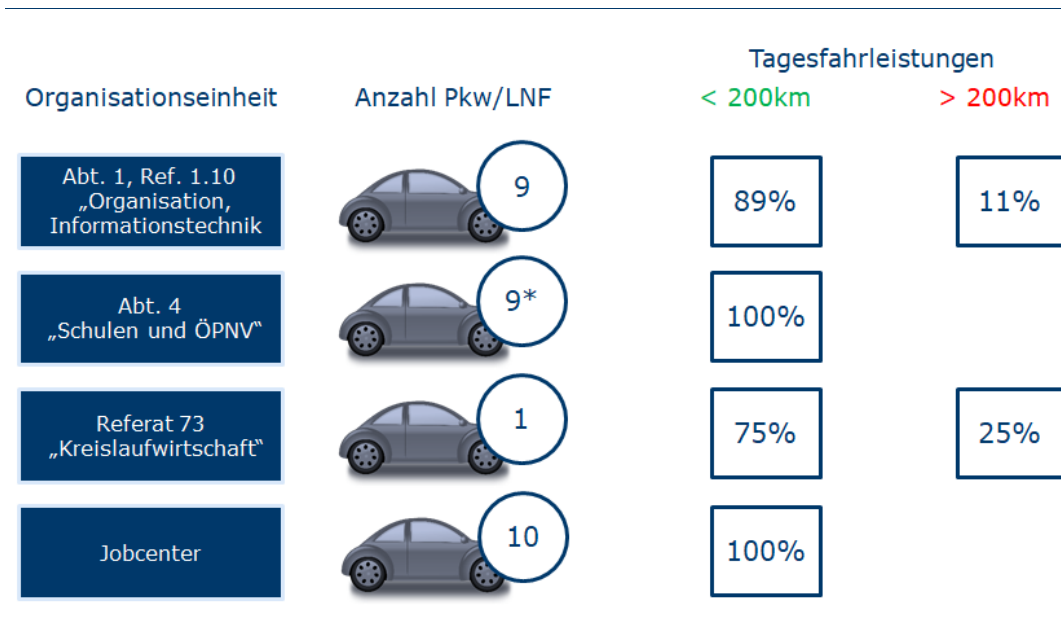 Tagesfahrleistungen
Organisationseinheit Anzahl Pkw/LNF < 200km > 200km
Abt. 1, Ref. 1.10
„Organisation,
Informationstechnik
9 89% 11%
Abt. 4
„Schulen und ÖPNV“
9* 100%
Referat 73
„Kreislaufwirtschaft“
1 75% 25%
Jobcenter 10 100%